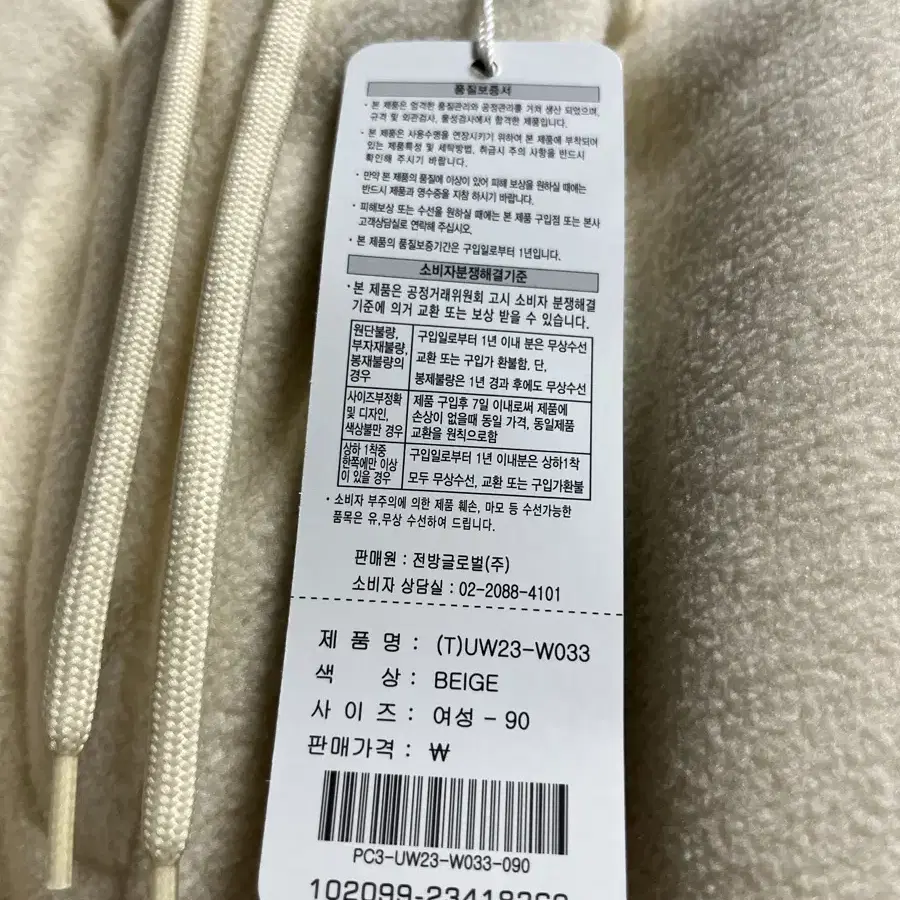 품질보증서
· 본 제품은 엄격한 품질관리와 공정관리를 거쳐 생산 되었으며,
규격 및 외관검사, 물성검사에서 합격한 제품입니다.
· 본 제품은 사용수명을 연장시키기 위하여 본 제품에 부착되어
있는 제품특성 및 세탁방법, 취급시 주의 사항을 반드시
확인해 주시기 바랍니다.
· 만약 본 제품의 품질에 이상이 있어 피해 보상을 원하실 때에는
반드시 제품과 영수증을 지참 하시기 바랍니다.
· 피해보상 또는 수선을 원하실 때에는 본 제품 구입점 또는 본사
고객상담실로 연락해 주십시오.
· 본 제품의 품질보증기간은 구입일로부터 1년입니다.
소비자분쟁해결기준
· 본 제품은 공정거래위원회 고시 소비자 분쟁해결
기준에 의거 교환 또는 보상 받을 수 있습니다.
원단불량,
부자재불량,
봉재불량의
경우
구입일로부터 1년 이내 분은 무상수선
교환 또는 구입가 환불함, 단,
봉제불량은 1년 경과 후에도 무상수선
사이즈부정확
및 디자인,
색상불만 경우
제품 구입후 7일 이내로써 제품에
손상이 없을때 동일 가격, 동일제품
교환을 원칙으로함
상하 1착중
한쪽에만 이상
이 있을 경우
구입일로부터 1년 이내분은 상하1착
모두 무상수선, 교환 또는 구입가환불
· 소비자 부주의에 의한 제품 훼손, 마모 등 수선가능한
품목은 유,무상 수선하여 드립니다.
판매원 : 전방글로벌(주)
소비자 상담실 : 02-2088-4101
제 품 명 : (T)UW23-W033
색 상 : BEIGE
사 이 즈 : 여성 - 90
판매가격 : ₩
PC3-UW23-W033-090
102099-23418260